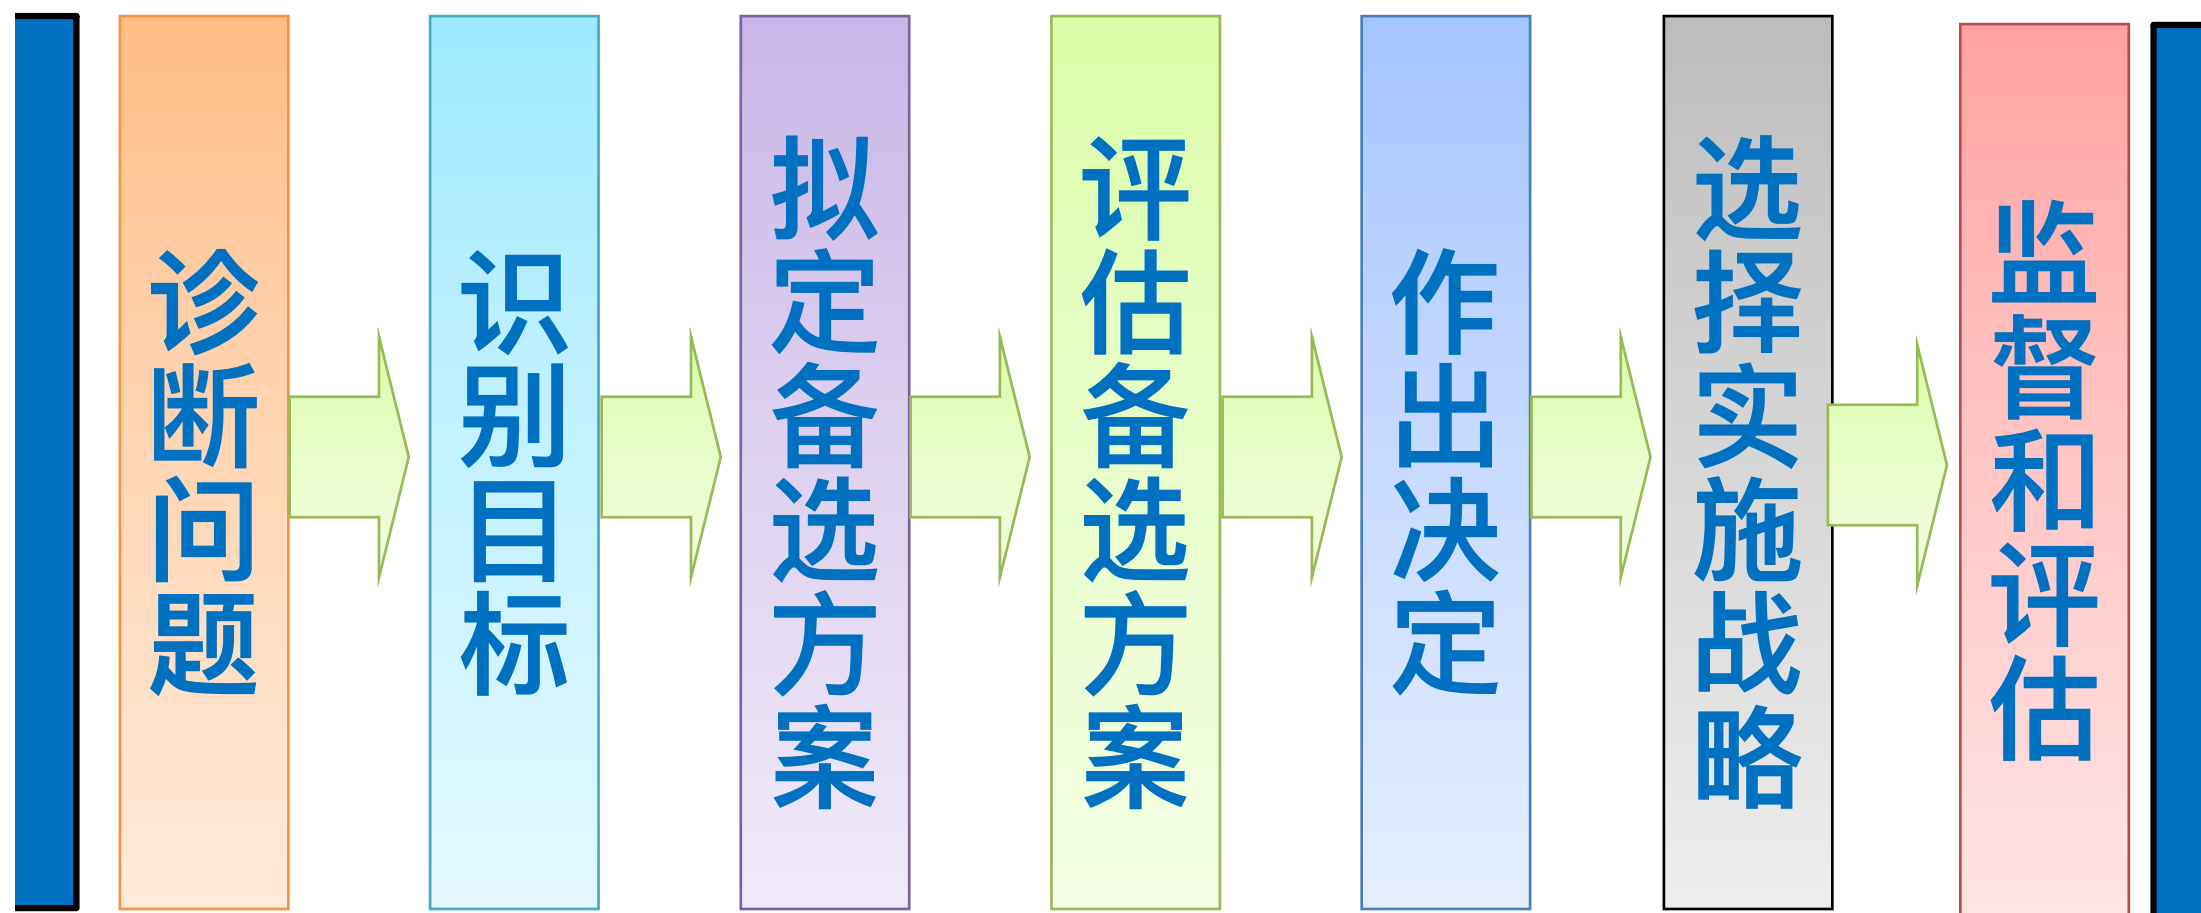 诊断问题
识别目标
拟定备选方案
评估备选方案
作出决定
选择实施战略
监督和评估